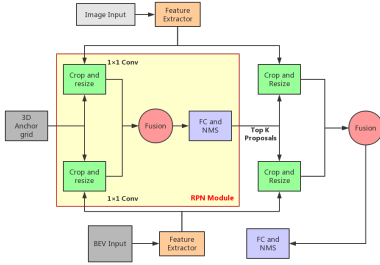 Image Input
Feature
Extractor
1×1 Conv
Crop and
resize
Crop and
Resize
3D
Anchor
grid
Fusion
FC and
NMS
Top K
Proposals
Fusion
Crop and
resize
Crop and
Resize
1×1 Conv
RPN Module
BEV Input
Feature
Extractor
FC and
NMS